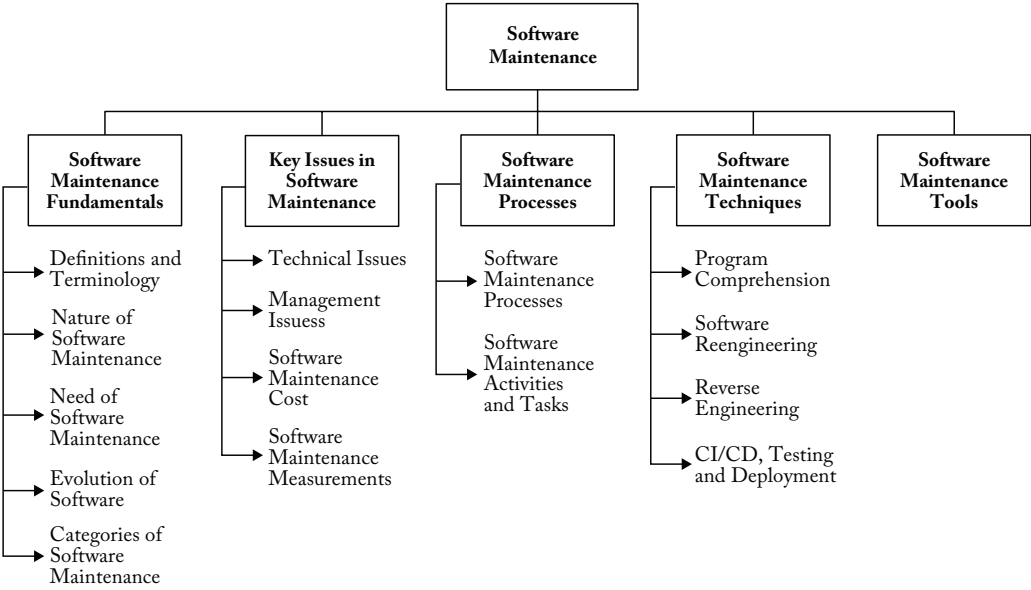 Software
Maintenance
Software
Maintenance
Fundamentals
Key Issues in
Software
Maintenance
Software
Maintenance
Processes
Software
Maintenance
Techniques
Software
Maintenance
Tools
Definitions and
Terminology
Nature of
Software
Maintenance
Need of
Software
Maintenance
Evolution of
Software
Categories of
Software
Maintenance
Technical Issues
Management
Issuess
Software
Maintenance
Cost
Software
Maintenance
Measurements
Software
Maintenance
Processes
Software
Maintenance
Activities
and Tasks
Program
Comprehension
Software
Reengineering
Reverse
Engineering
CI/CD, Testing
and Deployment